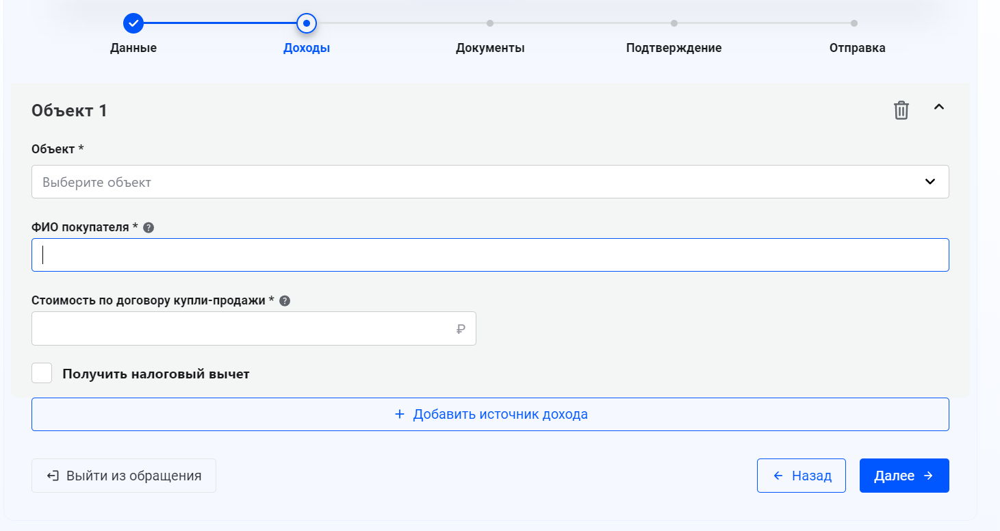 Данные Доходы Документы Подтверждение Отправка
Объект 1
Объект *
Выберите объект
ФИО покупателя * ?
Стоимость по договору купли-продажи * ?
₽
Получить налоговый вычет
+ Добавить источник дохода
Выйти из обращения ← Назад Далее →